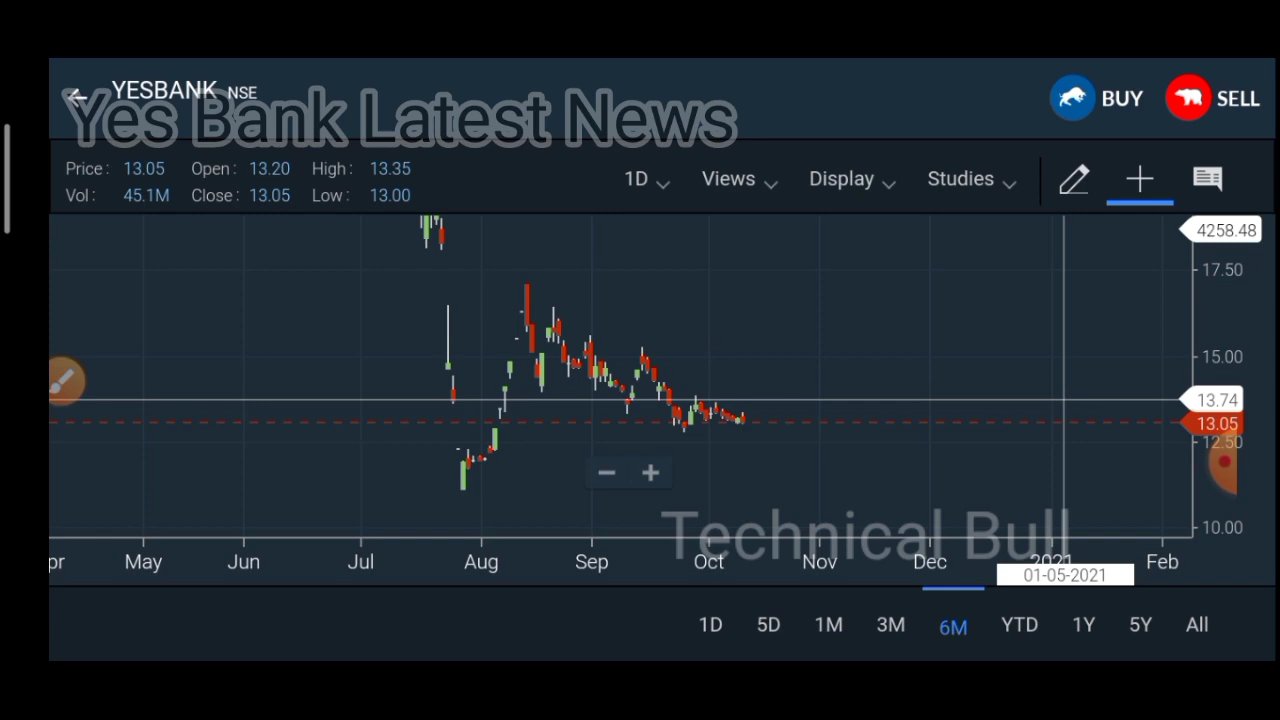 YESBANK NSE
Yes Bank Latest News
BUY SELL
Price: 13.05 Open: 13.20 High: 13.35
Vol: 45.1M Close: 13.05 Low: 13.00
1D Views Display Studies
4258.48
17.50
15.00
13.74
13.05
12.50
10.00
Technical Bull
pr May Jun Jul Aug Sep Oct Nov Dec 2021 Feb
01-05-2021
1D 5D 1M 3M 6M YTD 1Y 5Y All